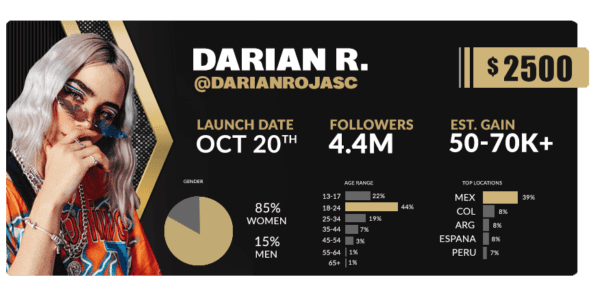 DARIAN R.
@DARIANROJASC
$ 2500
LAUNCH DATE
OCT 20TH
FOLLOWERS
4.4M
EST. GAIN
50-70K+
GENDER
85%
WOMEN
15%
MEN
AGE RANGE
13-17 22%
18-24 44%
25-34 19%
35-44 7%
45-54 3%
55-64 1%
65+ 1%
TOP LOCATIONS
MEX 39%
COL 8%
ARG 8%
ESPANA 8%
PERU 7%